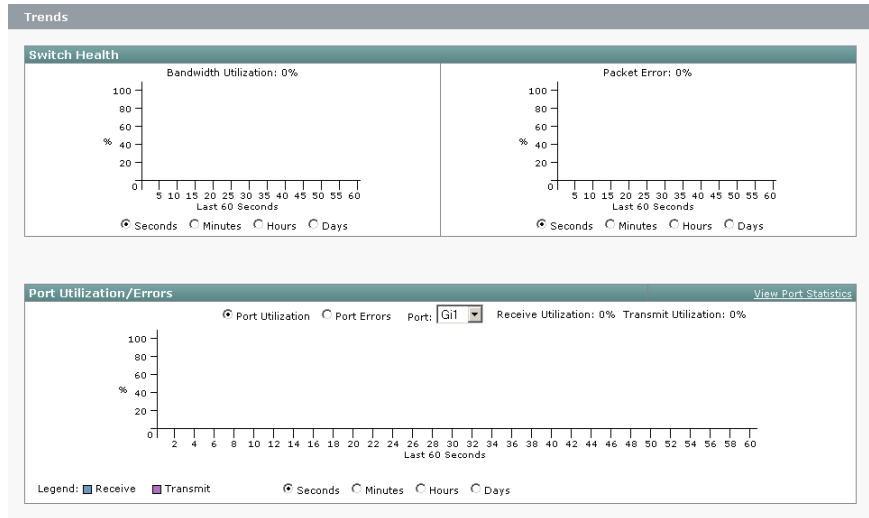 Trends
Switch Health
Bandwidth Utilization: 0%
100
80
60
% 40
20
0
5 10 15 20 25 30 35 40 45 50 55 60
Last 60 Seconds
Seconds Minutes Hours Days
Packet Error: 0%
100
80
60
% 40
20
0
5 10 15 20 25 30 35 40 45 50 55 60
Last 60 Seconds
Seconds Minutes Hours Days
Port Utilization/Errors View Port Statistics
Port Utilization Port Errors Port: Gi1 Receive Utilization: 0% Transmit Utilization: 0%
100
80
60
% 40
20
0
2 4 6 8 10 12 14 16 18 20 22 24 26 28 30 32 34 36 38 40 42 44 46 48 50 52 54 56 58 60
Last 60 Seconds
Legend: Receive Transmit Seconds Minutes Hours Days